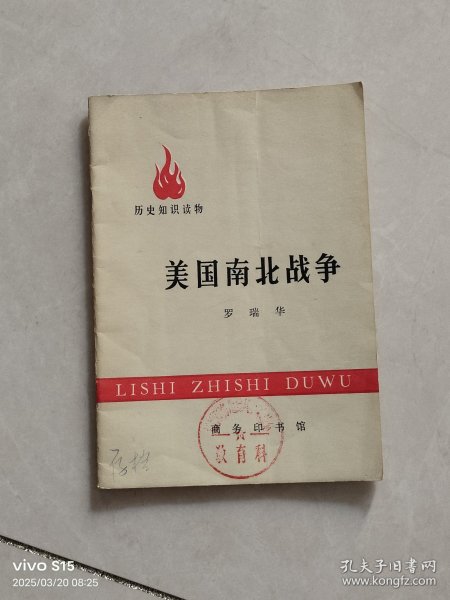 历史知识读物
美国南北战争
罗瑞华
LISHI ZHISHI DUWU
商务印书馆
教育科
vivo S15
2025/03/20 08:25
孔夫子旧书网
www.kongfz.com